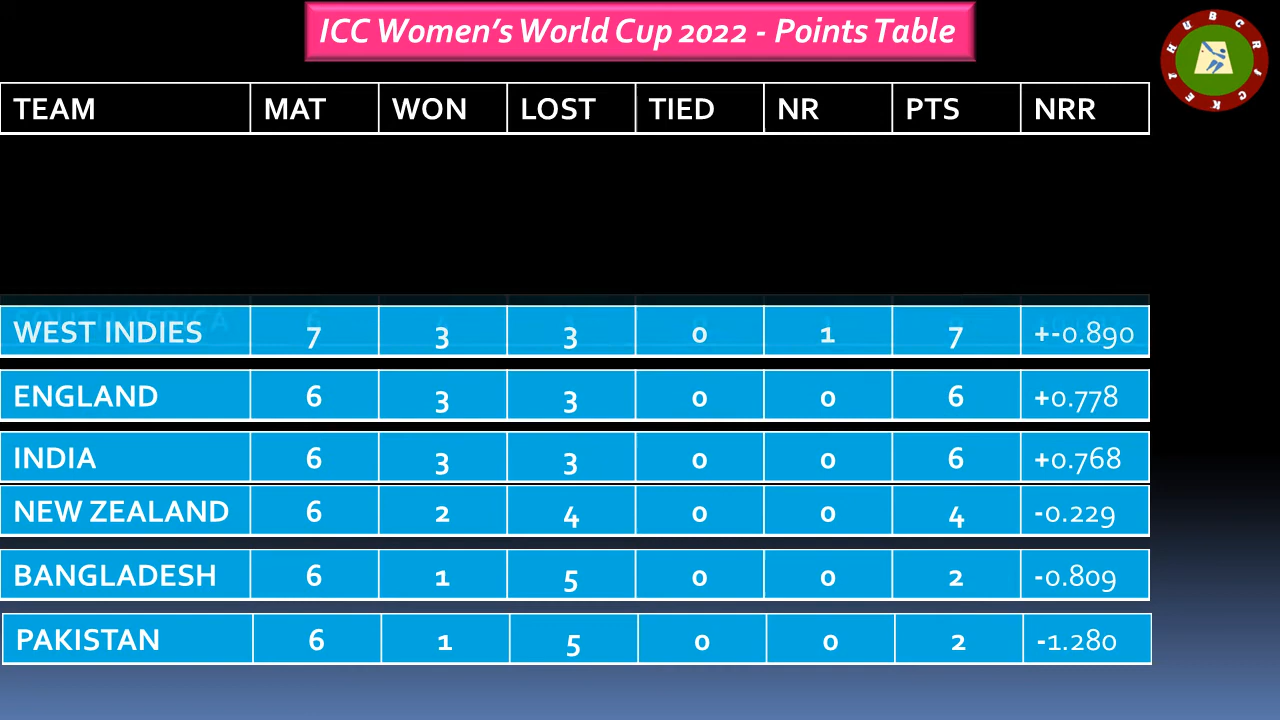 ICC Women's World Cup 2022 - Points Table
CRICKETHUBCRJ
TEAM MAT WON LOST TIED NR PTS NRR
WEST INDIES 7 3 3 0 1 7 +-0.890
ENGLAND 6 3 3 0 0 6 +0.778
INDIA 6 3 3 0 0 6 +0.768
NEW ZEALAND 6 2 4 0 0 4 -0.229
BANGLADESH 6 1 5 0 0 2 -0.809
PAKISTAN 6 1 5 0 0 2 -1.280